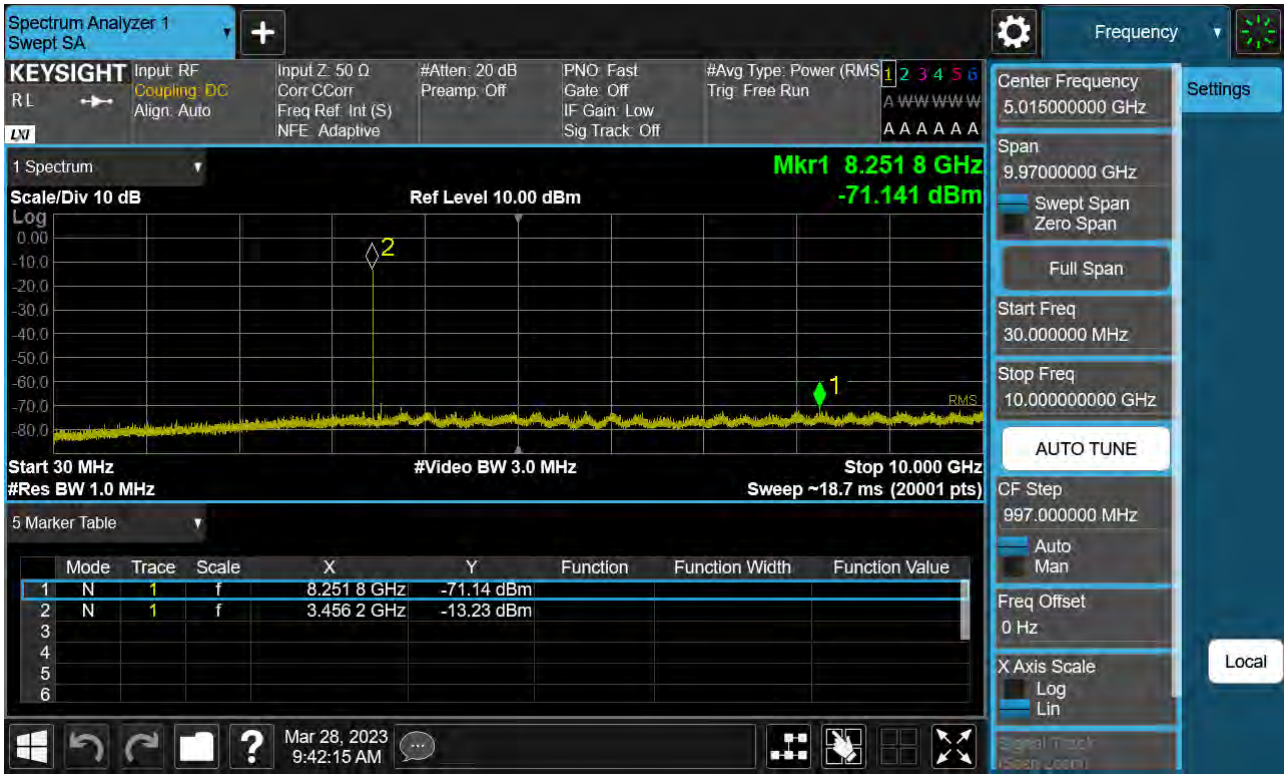 Spectrum Analyzer 1
Swept SA
+
Frequency
KEYSIGHT
RL
LXI
Input: RF
Coupling: DC
Align: Auto
Input Z: 50 Ω
Corr CCorr
Freq Ref: Int (S)
NFE: Adaptive
#Atten: 20 dB
Preamp: Off
PNO: Fast
Gate: Off
IF Gain: Low
Sig Track: Off
#Avg Type: Power (RMS
Trig: Free Run
1 2 3 4 5 6
A W W W W W
A A A A A A
1 Spectrum
Scale/Div 10 dB
Ref Level 10.00 dBm
Mkr1 8.251 8 GHz
-71.141 dBm
Log
0.00
-10.0
-20.0
-30.0
-40.0
-50.0
-60.0
-70.0
-80.0
2
1
RMS
Start 30 MHz
#Video BW 3.0 MHz
Stop 10.000 GHz
#Res BW 1.0 MHz
Sweep ~18.7 ms (20001 pts)
5 Marker Table
Mode Trace Scale X Y Function Function Width Function Value
1 N 1 f 8.251 8 GHz -71.14 dBm
2 N 1 f 3.456 2 GHz -13.23 dBm
3
4
5
6
Mar 28, 2023
9:42:15 AM
?
Center Frequency
5.015000000 GHz
Span
9.97000000 GHz
Swept Span
Zero Span
Full Span
Start Freq
30.000000 MHz
Stop Freq
10.000000000 GHz
AUTO TUNE
CF Step
997.000000 MHz
Auto
Man
Freq Offset
0 Hz
X Axis Scale
Log
Lin
Signal Track
(Span Zoom)
Settings
Local